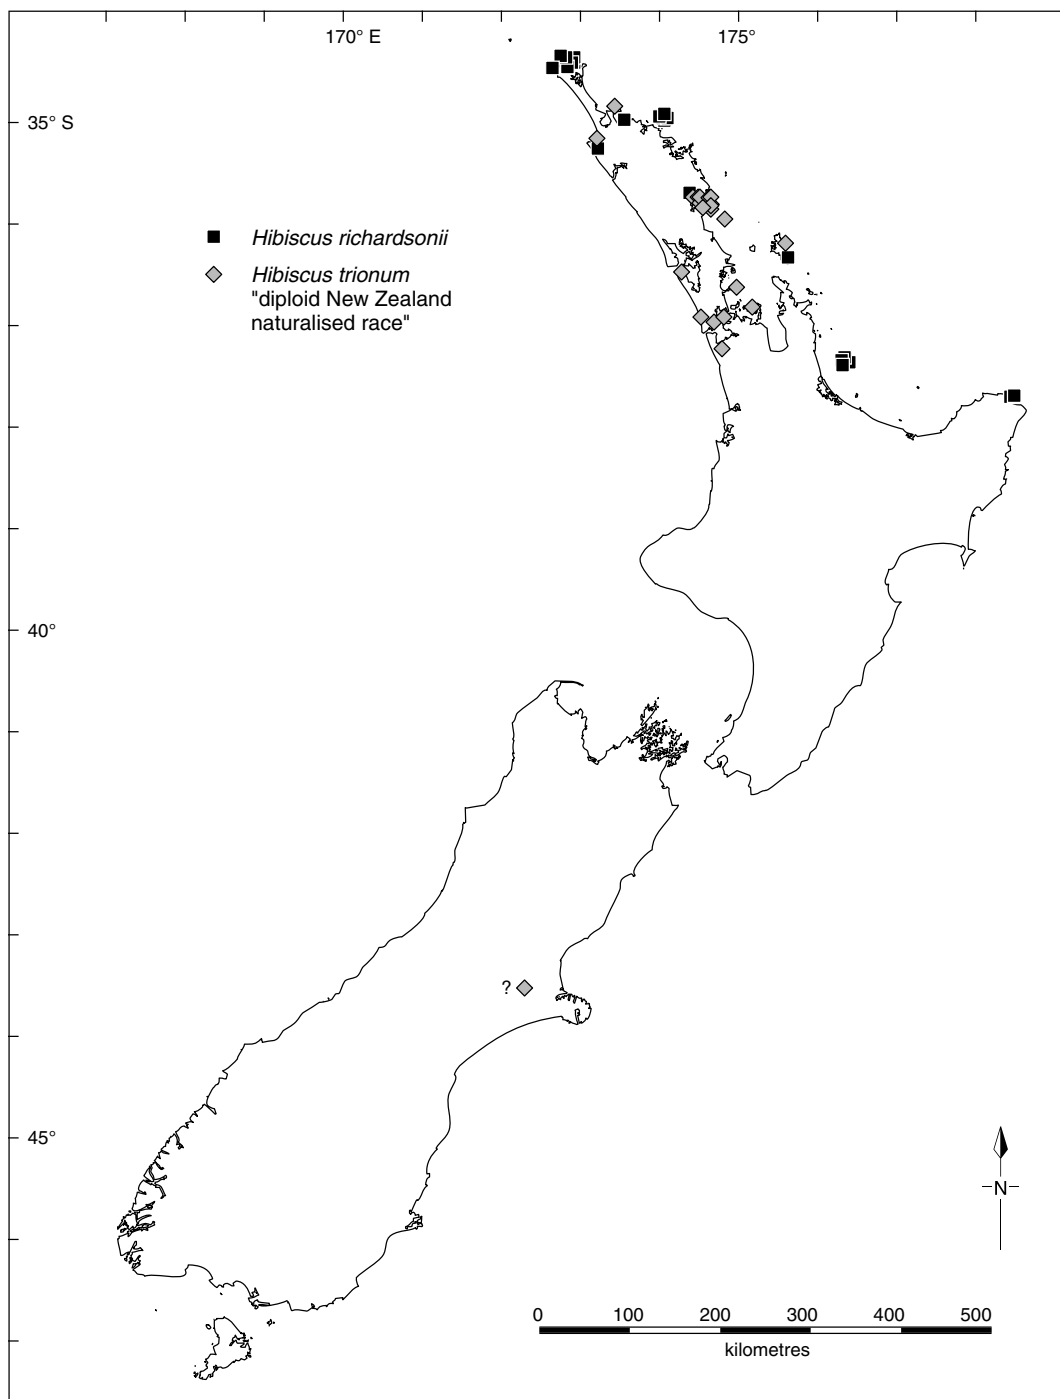 170° E 175°
35° S
Hibiscus richardsonii
Hibiscus trionum
"diploid New Zealand
naturalised race"
40°
?
45°
N
0 100 200 300 400 500
kilometres